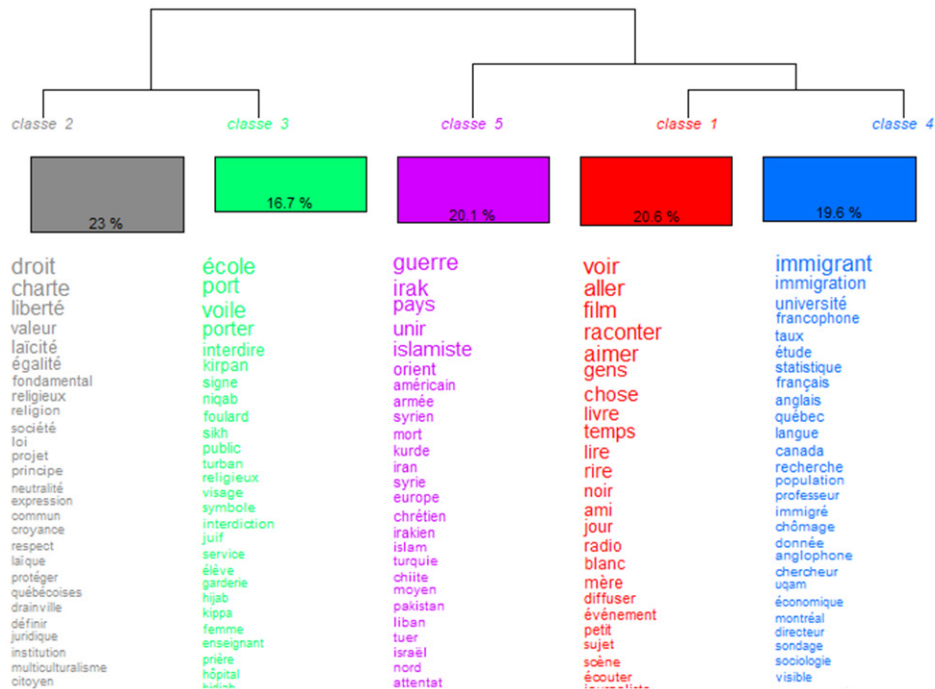 classe 2
classe 3
classe 5
classe 1
classe 4
23 %
16.7 %
20.1 %
20.6 %
19.6 %
droit
charte
liberté
valeur
laïcité
égalité
fondamental
religieux
religion
société
loi
projet
principe
neutralité
expression
commun
croyance
respect
laïque
protéger
québécoises
drainville
définir
juridique
institution
multiculturalisme
citoyen
école
port
voile
porter
interdire
kirpan
signe
niqab
foulard
sikh
public
turban
religieux
visage
symbole
interdiction
juif
service
élève
garderie
hijab
kippa
femme
enseignant
prière
hôpital
guerre
irak
pays
unir
islamiste
orient
américain
armée
syrien
mort
kurde
iran
syrie
europe
chrétien
irakien
islam
turquie
chiite
moyen
pakistan
liban
tuer
israël
nord
attentat
voir
aller
film
raconter
aimer
gens
chose
livre
temps
lire
rire
noir
ami
jour
radio
blanc
mère
diffuser
événement
petit
sujet
scène
écouter
immigrant
immigration
université
francophone
taux
étude
statistique
français
anglais
québec
langue
canada
recherche
population
professeur
immigré
chômage
donnée
anglophone
chercheur
uqam
économique
montréal
directeur
sondage
sociologie
visible